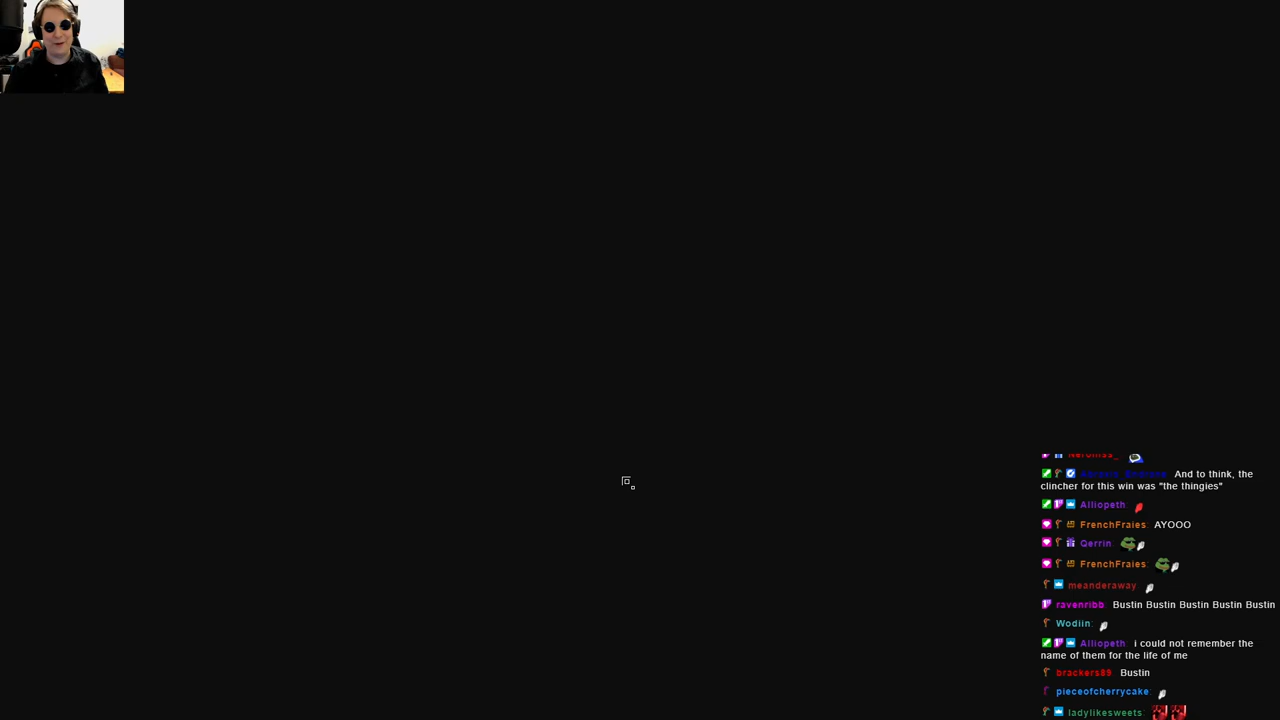 And to think, the
clincher for this win was "the thingies"
Alliopeth:
FrenchFraies: AYOOO
Qerrin:
FrenchFraies:
meanderaway
ravenribb: Bustin Bustin Bustin Bustin Bustin
Wodiin:
Alliopeth: i could not remember the
name of them for the life of me
brackers89: Bustin
pieceofcherrycake:
ladylikesweets: